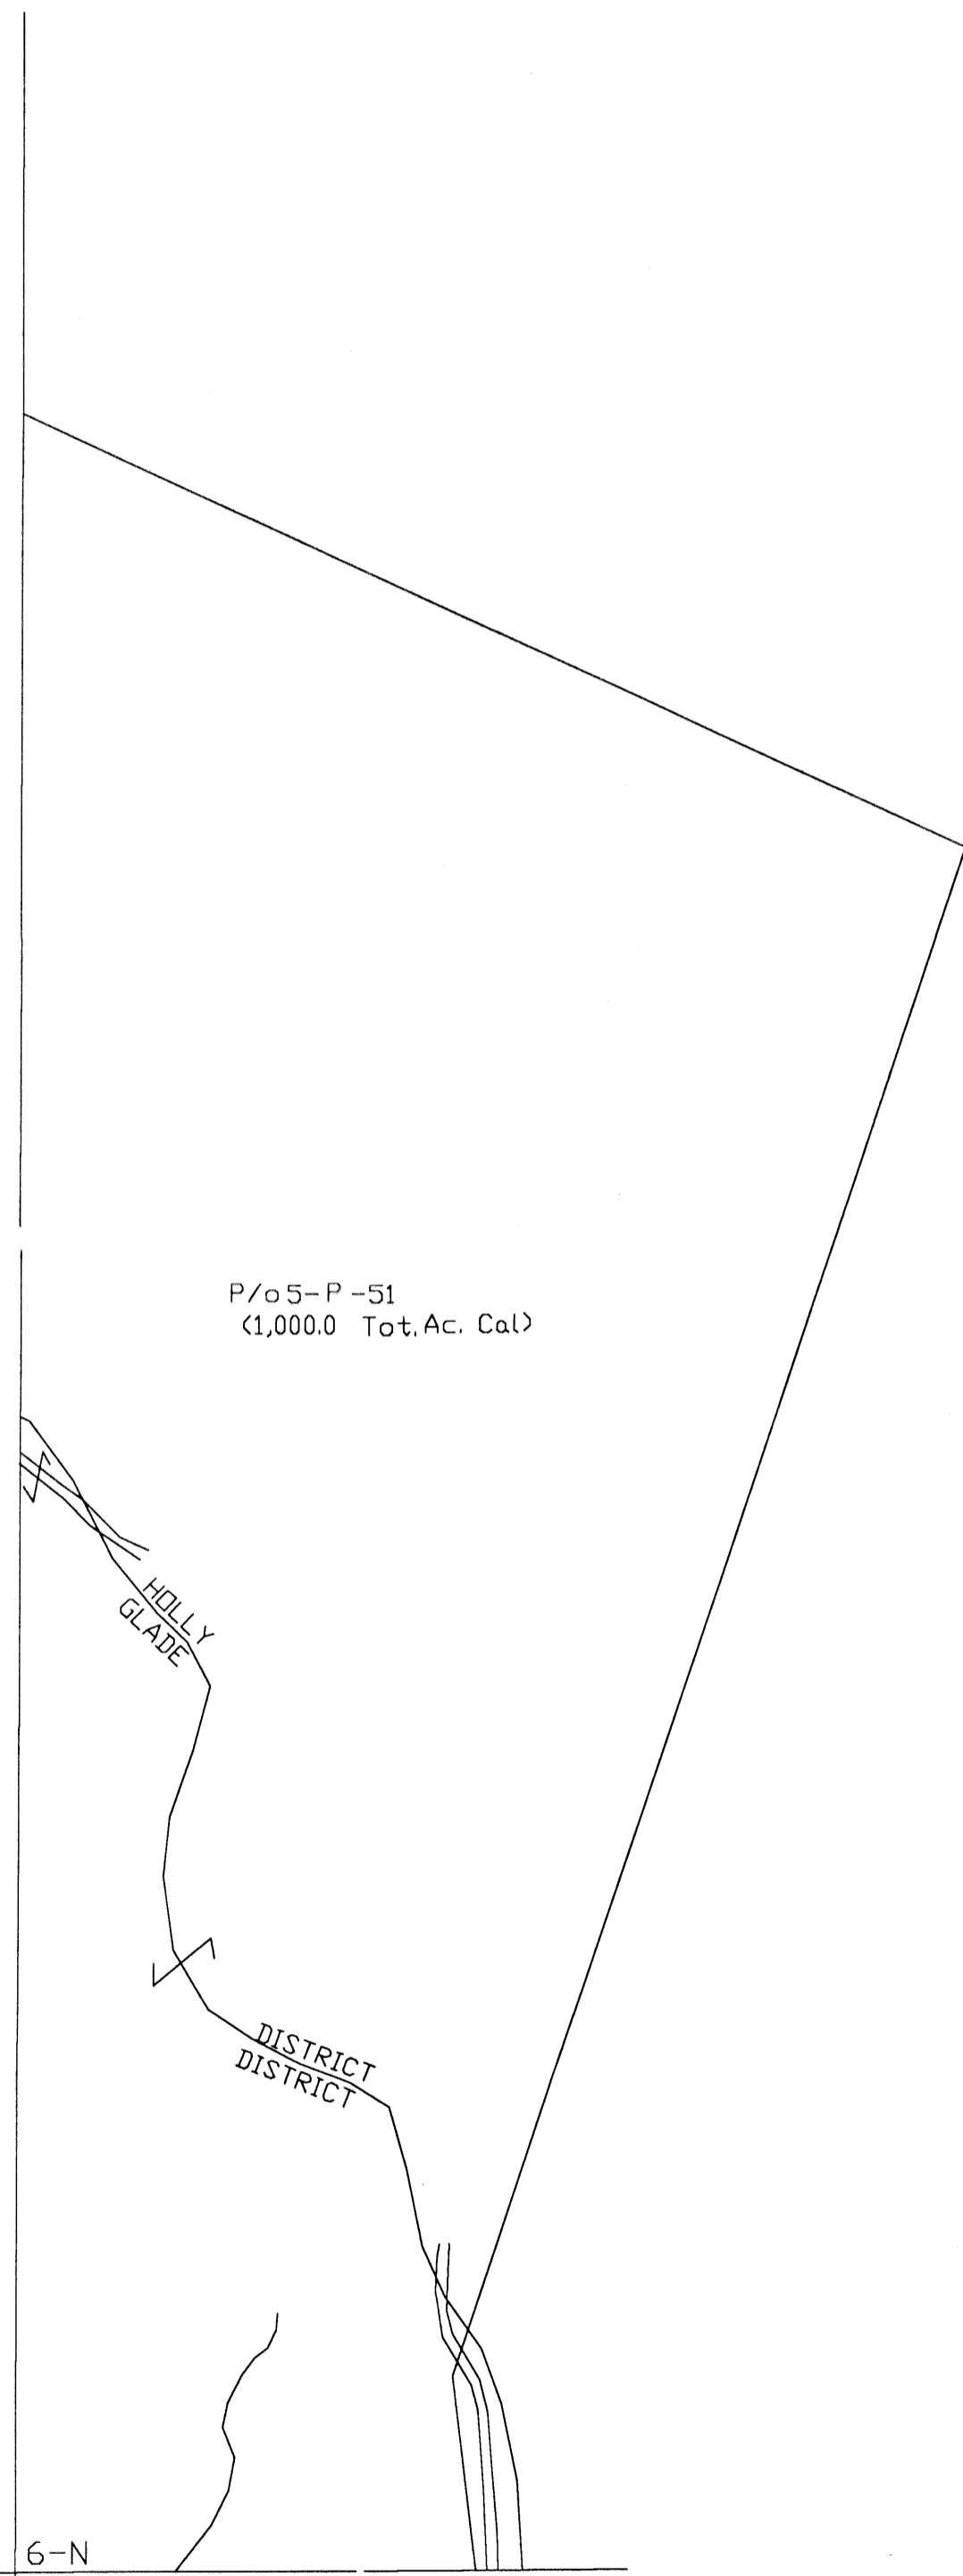 P/o 5-P-51
(1,000.0 Tot. Ac. Cal)
HOLLY
GLADE
DISTRICT
DISTRICT
6-N